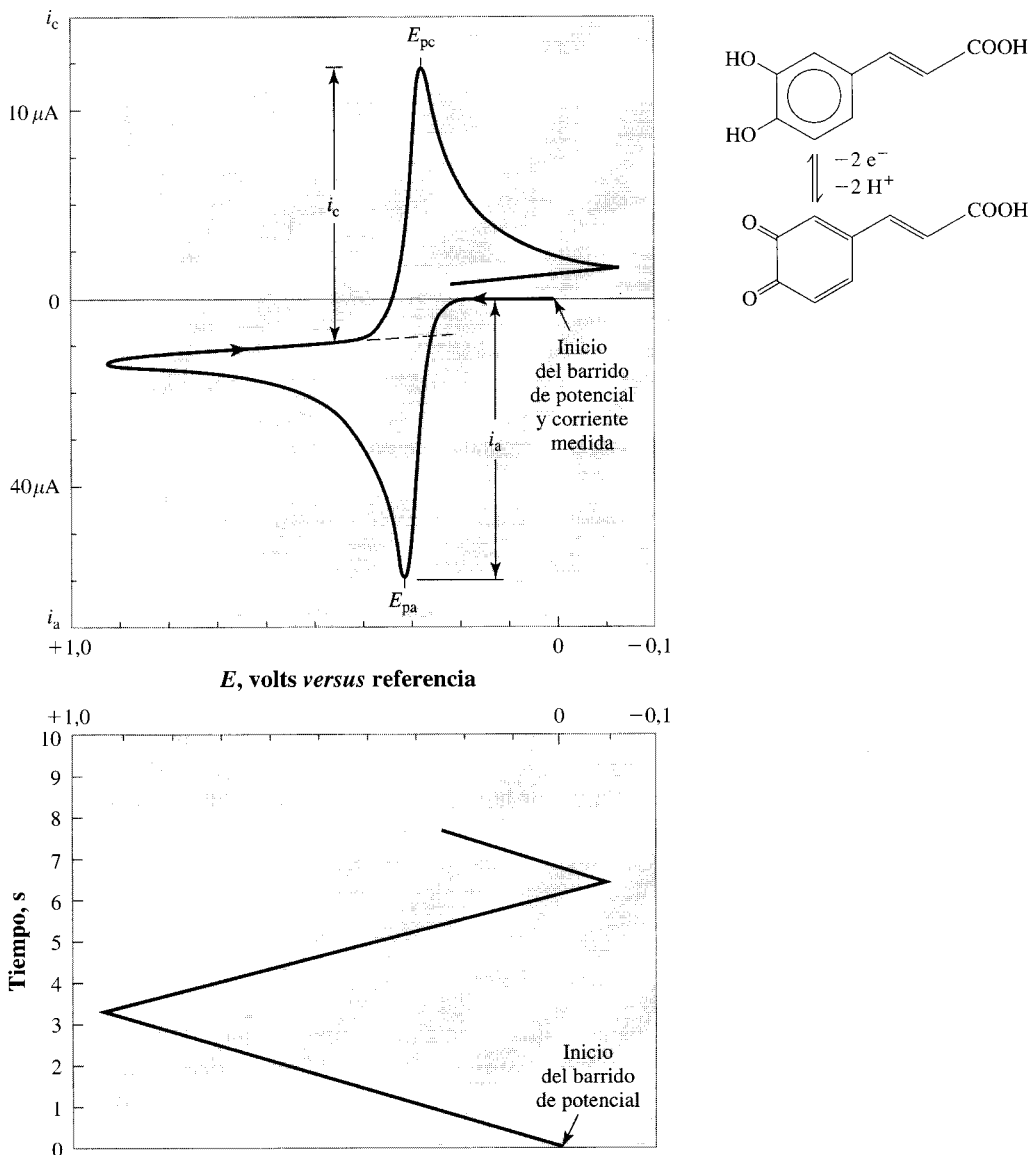 i_c
E_pc
10 μA
i_c
0
Inicio
del barrido
de potencial
y corriente
medida
i_a
40 μA
E_pa
i_a
+1,0
0
−0,1
E, volts versus referencia
HO
COOH
HO
−2 e⁻
−2 H⁺
O
COOH
O
+1,0
0
−0,1
10
9
8
7
6
5
4
3
2
1
0
Tiempo, s
Inicio
del barrido
de potencial